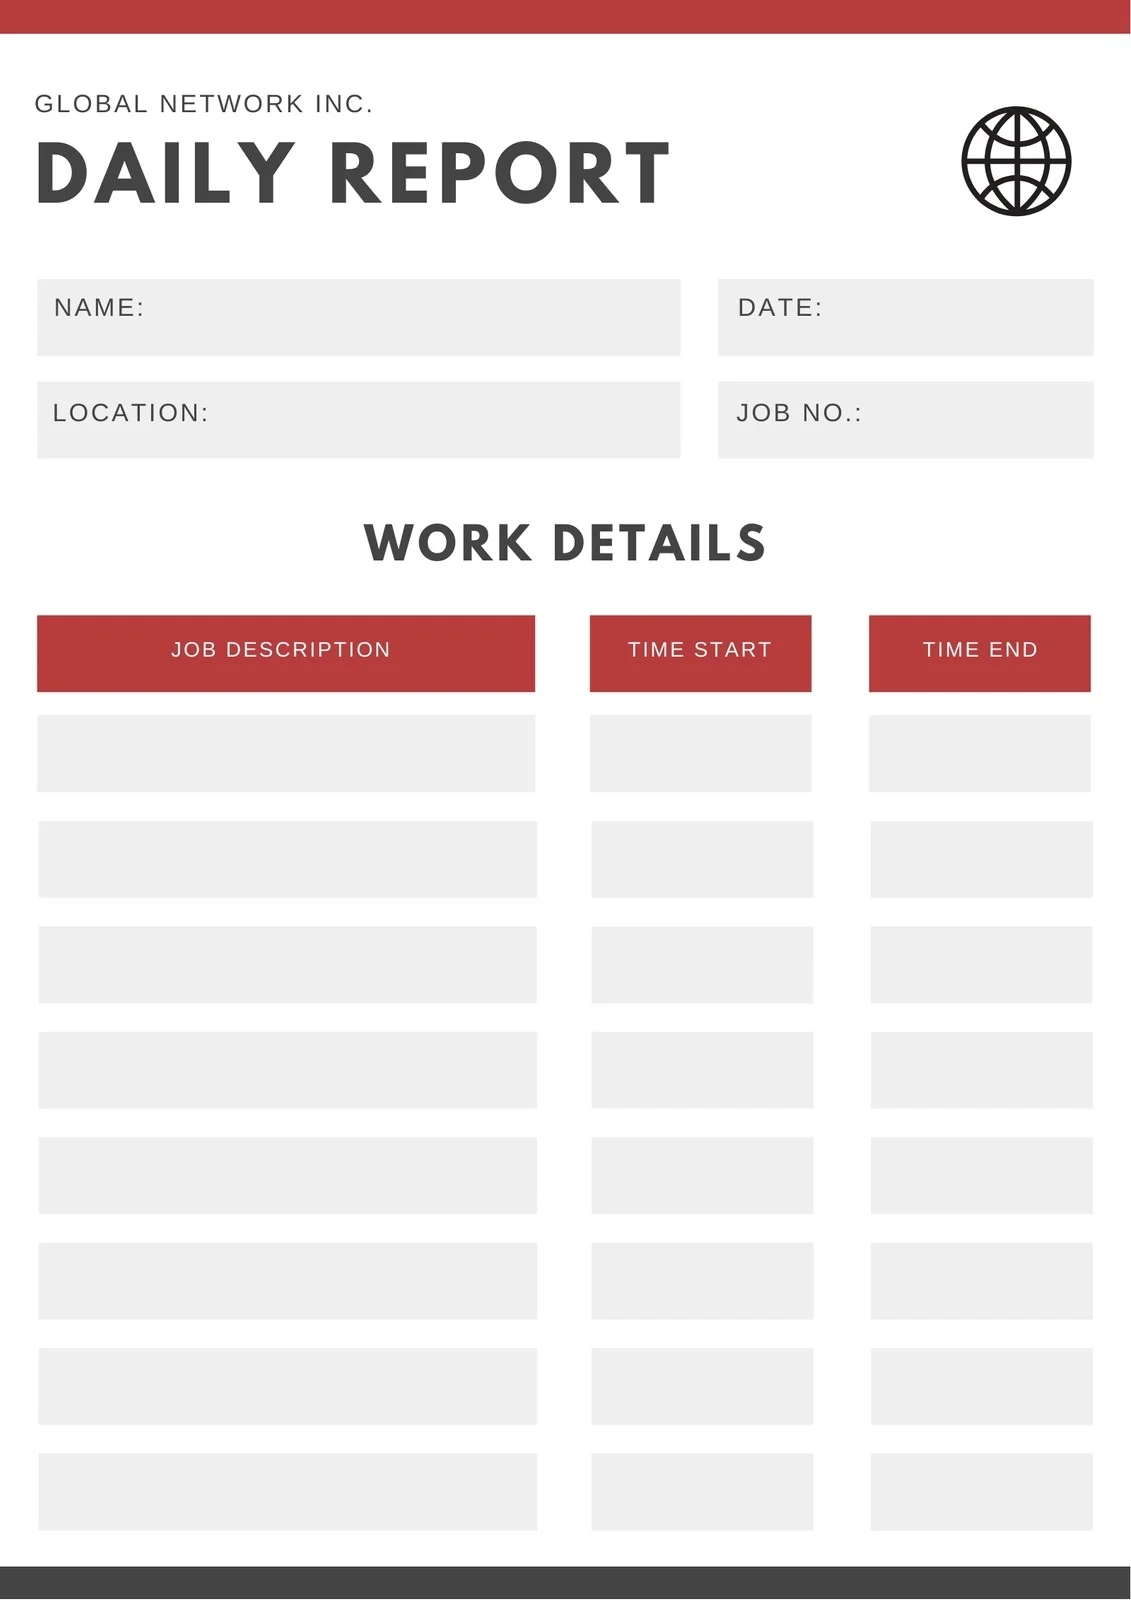 GLOBAL NETWORK INC.
DAILY REPORT
NAME:
DATE:
LOCATION:
JOB NO.:
WORK DETAILS
JOB DESCRIPTION
TIME START
TIME END